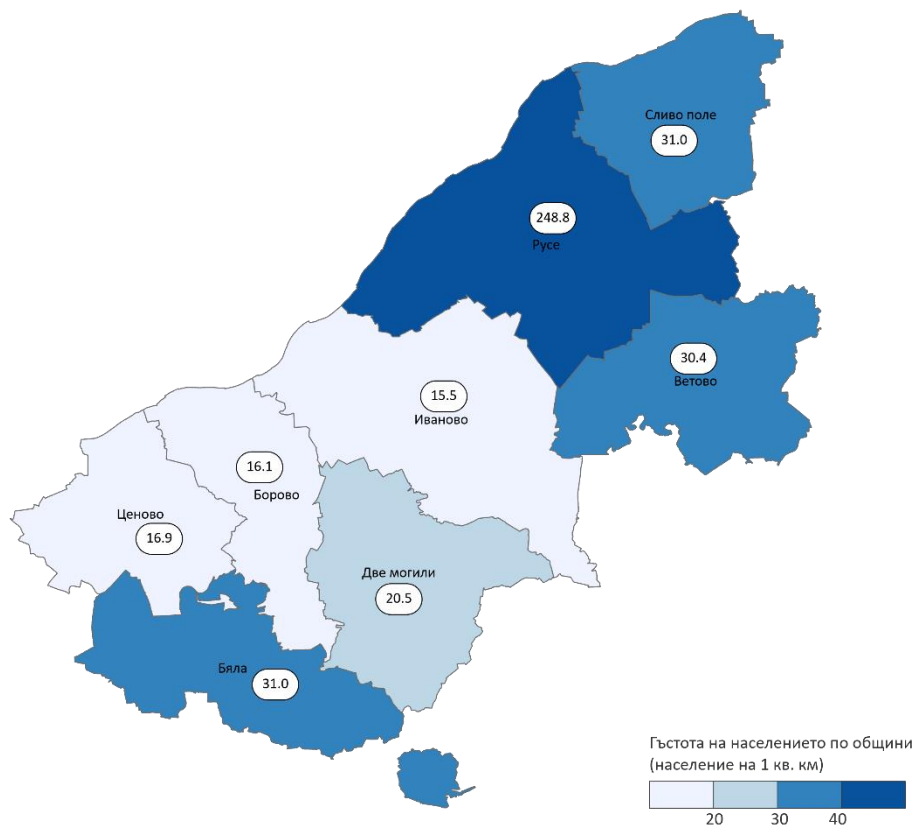 Сливо поле
31.0
248.8
Русе
30.4
Ветово
15.5
Иваново
16.1
Борово
Ценово
16.9
Две могили
20.5
Бяла
31.0
Гъстота на населението по общини
(население на 1 кв. км)
20 30 40